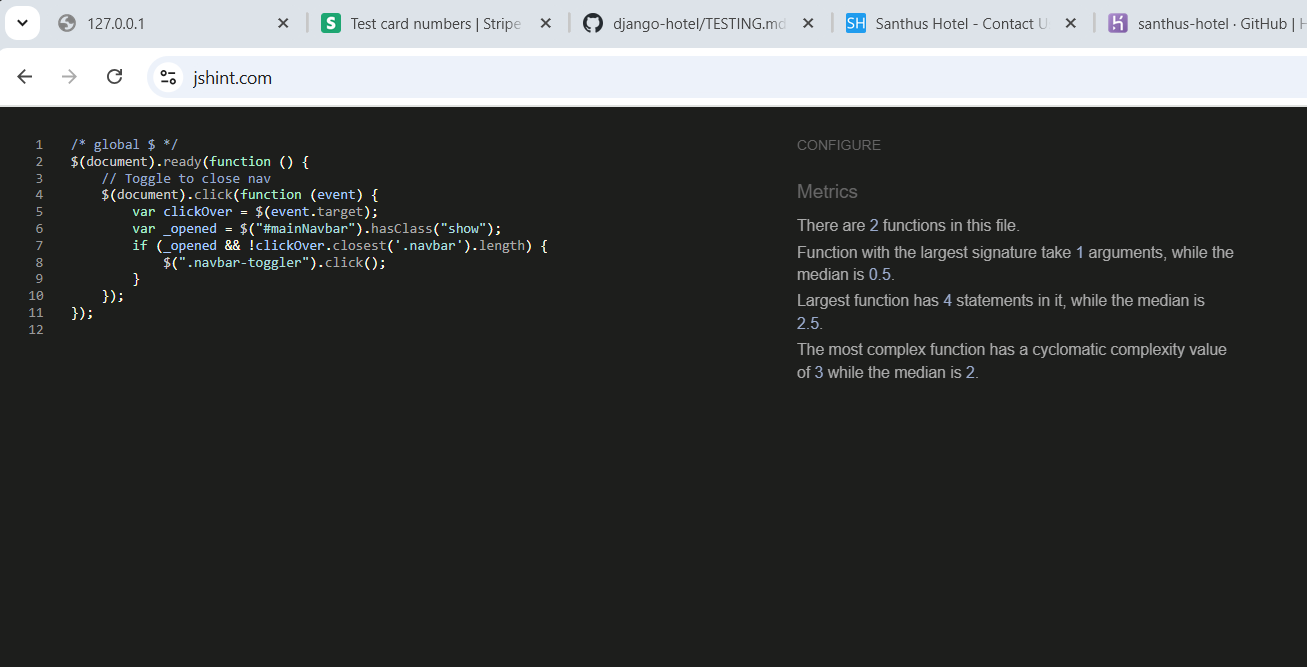 127.0.0.1
Test card numbers | Stripe
django-hotel/TESTING.md
SH Santhus Hotel - Contact U
santhus-hotel · GitHub | H
jshint.com
1 /* global $ */
2 $(document).ready(function () {
3 // Toggle to close nav
4 $(document).click(function (event) {
5 var clickOver = $(event.target);
6 var _opened = $("#mainNavbar").hasClass("show");
7 if (_opened && !clickOver.closest('.navbar').length) {
8 $(".navbar-toggler").click();
9 }
10 });
11 });
12
CONFIGURE
Metrics
There are 2 functions in this file.
Function with the largest signature take 1 arguments, while the
median is 0.5.
Largest function has 4 statements in it, while the median is
2.5.
The most complex function has a cyclomatic complexity value
of 3 while the median is 2.